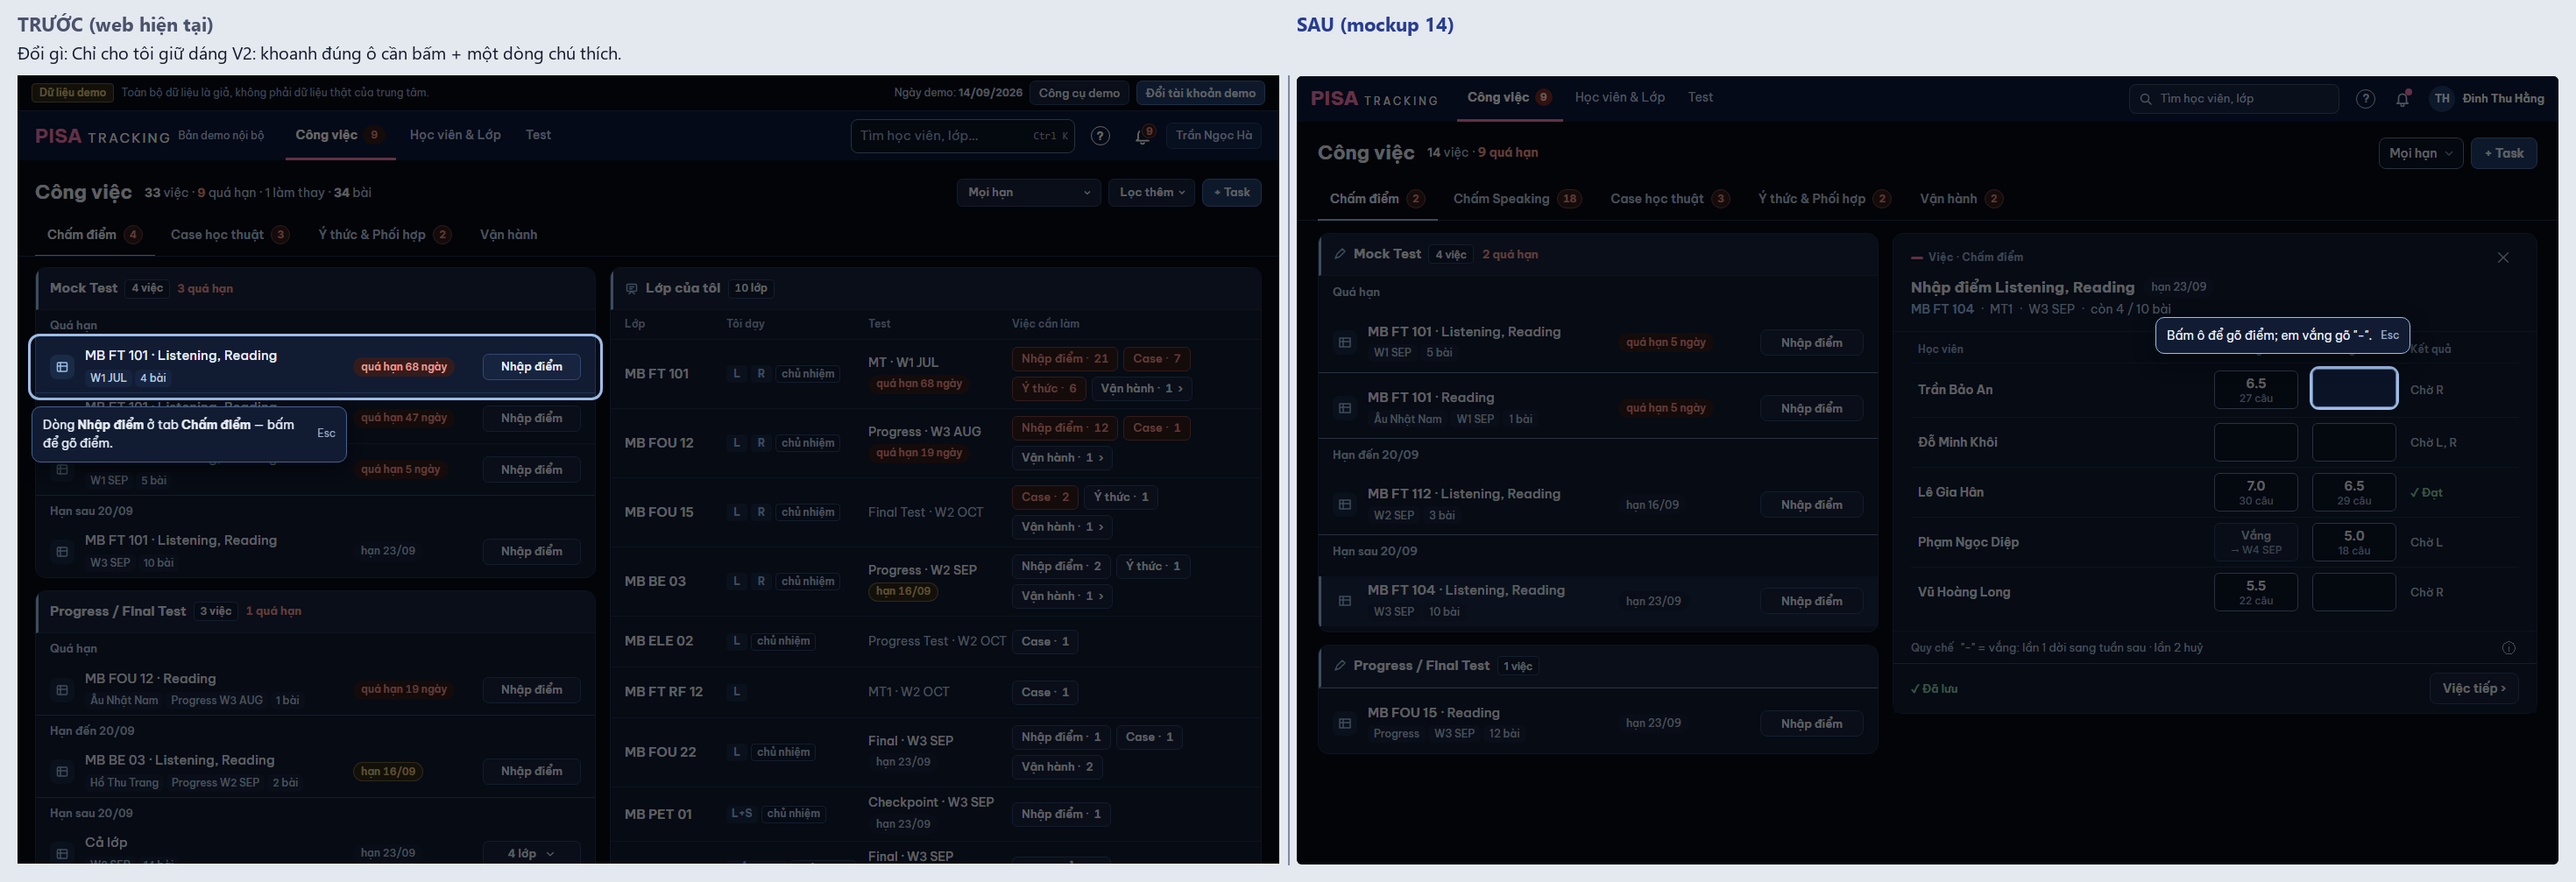 TRƯỚC (web hiện tại)
Đổi gì: Chỉ cho tôi giữ dáng V2: khoanh đúng ô cần bấm + một dòng chú thích.
Dữ liệu demo Toàn bộ dữ liệu là giả, không phải dữ liệu thật của trung tâm. Ngày demo: 14/09/2026 Công cụ demo Đổi tài khoản demo
PISA TRACKING Bản demo nội bộ Công việc 9 Học viên & Lớp Test Tìm học viên, lớp... Ctrl K ? 9 Trần Ngọc Hà
Công việc 33 việc · 9 quá hạn · 1 làm thay · 34 bài Mọi hạn Lọc thêm + Task
Chấm điểm 4 Case học thuật 3 Ý thức & Phối hợp 2 Vận hành
Mock Test 4 việc 3 quá hạn
Quá hạn
MB FT 101 · Listening, Reading quá hạn 68 ngày Nhập điểm
W1 JUL 4 bài
MB FT 101 · Listening, Reading quá hạn 47 ngày Nhập điểm
Dòng Nhập điểm ở tab Chấm điểm — bấm để gõ điểm. Esc
quá hạn 5 ngày Nhập điểm
W1 SEP 5 bài
Hạn sau 20/09
MB FT 101 · Listening, Reading hạn 23/09 Nhập điểm
W3 SEP 10 bài
Progress / Final Test 3 việc 1 quá hạn
Quá hạn
MB FOU 12 · Reading quá hạn 19 ngày Nhập điểm
Âu Nhật Nam Progress W3 AUG 1 bài
Hạn đến 20/09
MB BE 03 · Listening, Reading hạn 16/09 Nhập điểm
Hồ Thu Trang Progress W2 SEP 2 bài
Hạn sau 20/09
Cả lớp hạn 23/09 4 lớp
Lớp của tôi 10 lớp
Lớp Tôi dạy Test Việc cần làm
MB FT 101 L R chủ nhiệm MT · W1 JUL quá hạn 68 ngày Nhập điểm · 21 Case · 7 Ý thức · 6 Vận hành · 1 ›
MB FOU 12 L R chủ nhiệm Progress · W3 AUG quá hạn 19 ngày Nhập điểm · 12 Case · 1 Vận hành · 1 ›
MB FOU 15 L R chủ nhiệm Final Test · W2 OCT Case · 2 Ý thức · 1 Vận hành · 1 ›
MB BE 03 L R chủ nhiệm Progress · W2 SEP hạn 16/09 Nhập điểm · 2 Ý thức · 1 Vận hành · 1 ›
MB ELE 02 L chủ nhiệm Progress Test · W2 OCT Case · 1
MB FT RF 12 L MT1 · W2 OCT Case · 1
MB FOU 22 L chủ nhiệm Final · W3 SEP hạn 23/09 Nhập điểm · 1 Case · 1 Vận hành · 2
MB PET 01 L+S chủ nhiệm Checkpoint · W3 SEP hạn 23/09 Nhập điểm · 1
Final · W3 SEP
SAU (mockup 14)
PISA TRACKING Công việc 9 Học viên & Lớp Test Tìm học viên, lớp ? TH Đinh Thu Hằng
Công việc 14 việc · 9 quá hạn Mọi hạn + Task
Chấm điểm 2 Chấm Speaking 18 Case học thuật 3 Ý thức & Phối hợp 2 Vận hành 2
Mock Test 4 việc 2 quá hạn
Quá hạn
MB FT 101 · Listening, Reading quá hạn 5 ngày Nhập điểm
W1 SEP 5 bài
MB FT 101 · Reading quá hạn 5 ngày Nhập điểm
Âu Nhật Nam W1 SEP 1 bài
Hạn đến 20/09
MB FT 112 · Listening, Reading hạn 16/09 Nhập điểm
W2 SEP 3 bài
Hạn sau 20/09
MB FT 104 · Listening, Reading hạn 23/09 Nhập điểm
W3 SEP 10 bài
Progress / Final Test 1 việc
MB FOU 15 · Reading hạn 23/09 Nhập điểm
Progress W3 SEP 12 bài
Việc · Chấm điểm
Nhập điểm Listening, Reading hạn 23/09
MB FT 104 · MT1 · W3 SEP · còn 4 / 10 bài
Bấm ô để gõ điểm; em vắng gõ "-". Esc
Học viên Kết quả
Trần Bảo An 6.5 27 câu Chờ R
Đỗ Minh Khôi Chờ L, R
Lê Gia Hân 7.0 30 câu 6.5 29 câu ✓ Đạt
Phạm Ngọc Diệp Vắng → W4 SEP 5.0 18 câu Chờ L
Vũ Hoàng Long 5.5 22 câu Chờ R
Quy chế "-" = vắng: lần 1 dời sang tuần sau · lần 2 huỷ
✓ Đã lưu Việc tiếp ›